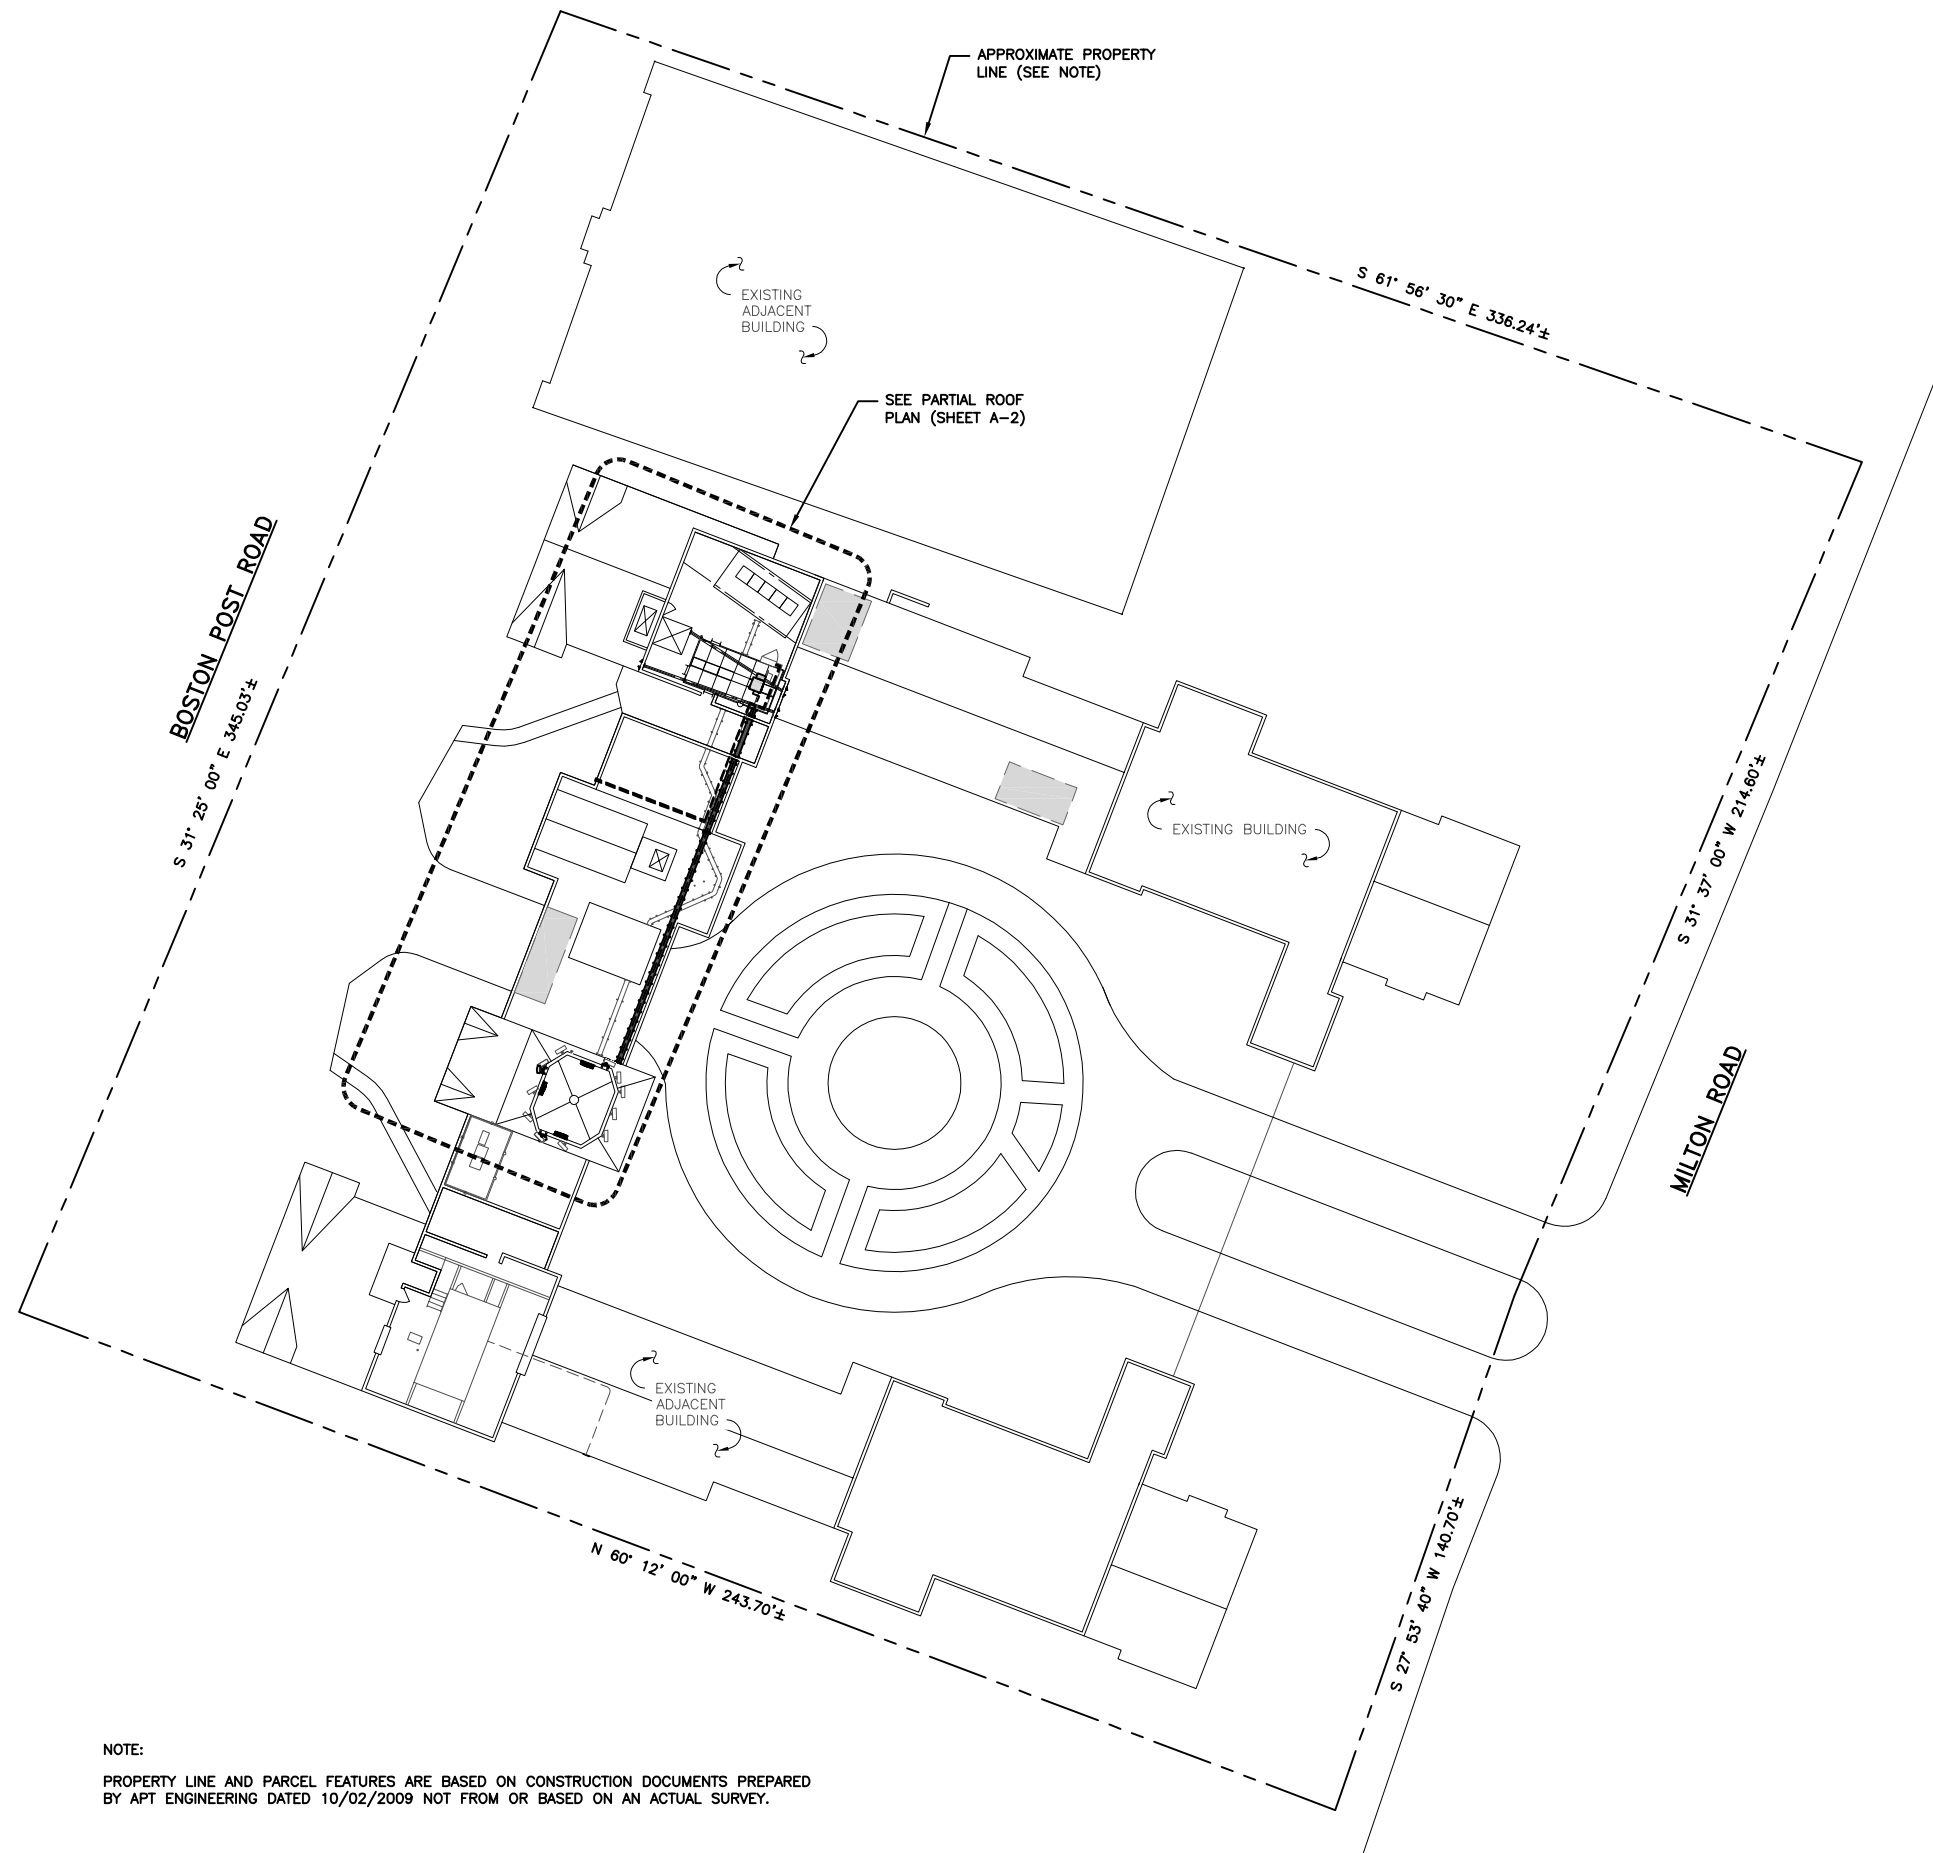 APPROXIMATE PROPERTY
LINE (SEE NOTE)
S 61° 56' 30" E 336.24'±
EXISTING
ADJACENT
BUILDING
SEE PARTIAL ROOF
PLAN (SHEET A-2)
BOSTON POST ROAD
S 31° 25' 00" E 345.03'±
EXISTING BUILDING
S 31° 37' 00" W 214.60'±
MILTON ROAD
EXISTING
ADJACENT
BUILDING
N 60° 12' 00" W 243.70'±
S 27° 53' 40" W 140.70'±
NOTE:
PROPERTY LINE AND PARCEL FEATURES ARE BASED ON CONSTRUCTION DOCUMENTS PREPARED
BY APT ENGINEERING DATED 10/02/2009 NOT FROM OR BASED ON AN ACTUAL SURVEY.